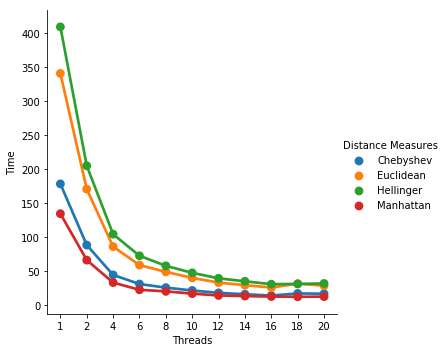 400
350
300
250
200
150
100
50
0
Time
1 2 4 6 8 10 12 14 16 18 20
Threads
Distance Measures
Chebyshev
Euclidean
Hellinger
Manhattan